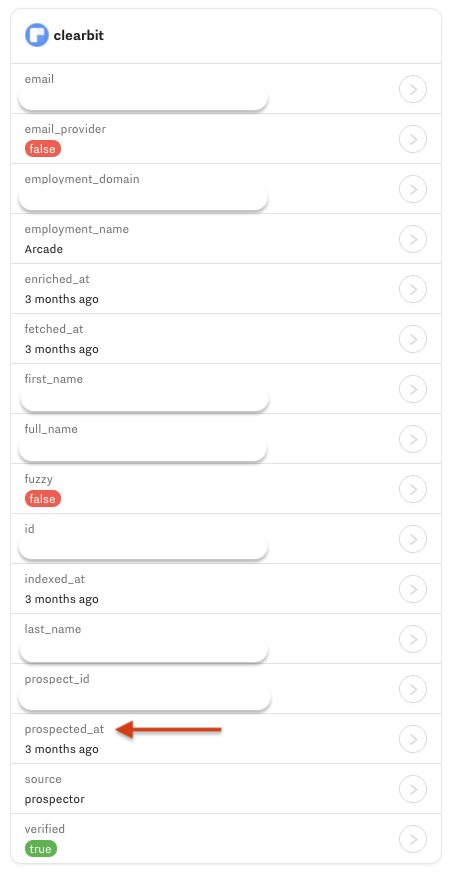 clearbit
email
email_provider
false
employment_domain
employment_name
Arcade
enriched_at
3 months ago
fetched_at
3 months ago
first_name
full_name
fuzzy
false
id
indexed_at
3 months ago
last_name
prospect_id
prospected_at
3 months ago
source
prospector
verified
true